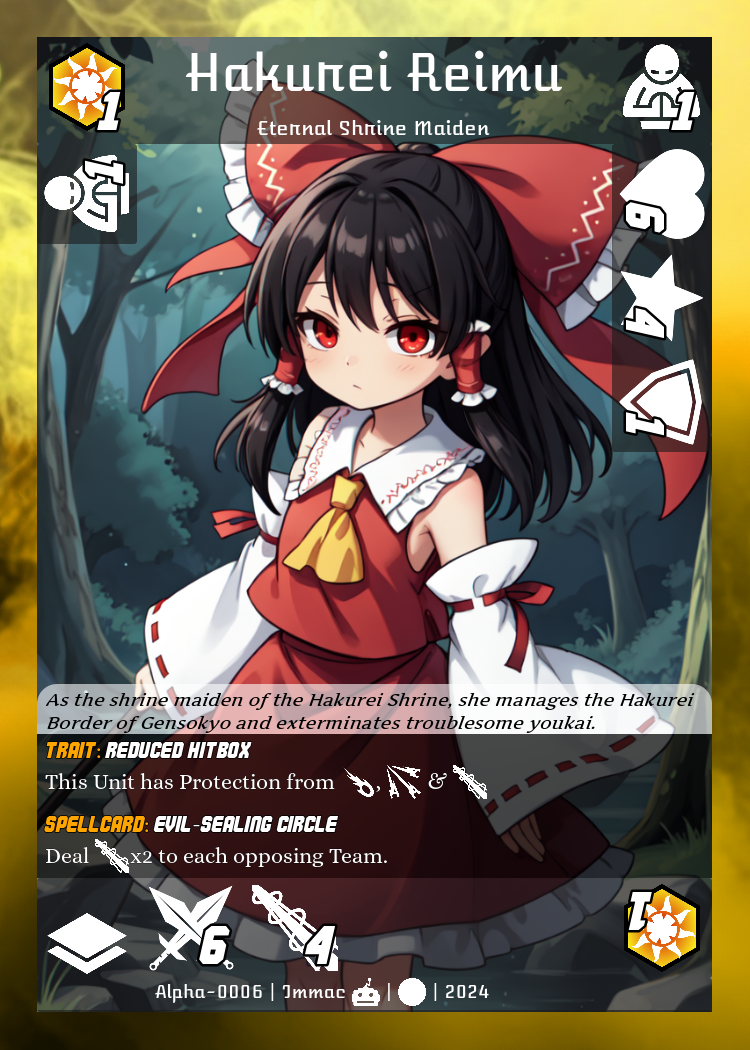 Hakurei Reimu
Eternal Shrine Maiden
1
1
1
6
4
1
As the shrine maiden of the Hakurei Shrine, she manages the Hakurei
Border of Gensokyo and exterminates troublesome youkai.
TRAIT: REDUCED HITBOX
This Unit has Protection from , &
SPELLCARD: EVIL-SEALING CIRCLE
Deal x2 to each opposing Team.
6 4 1
Alpha-0006 | Immac | | 2024